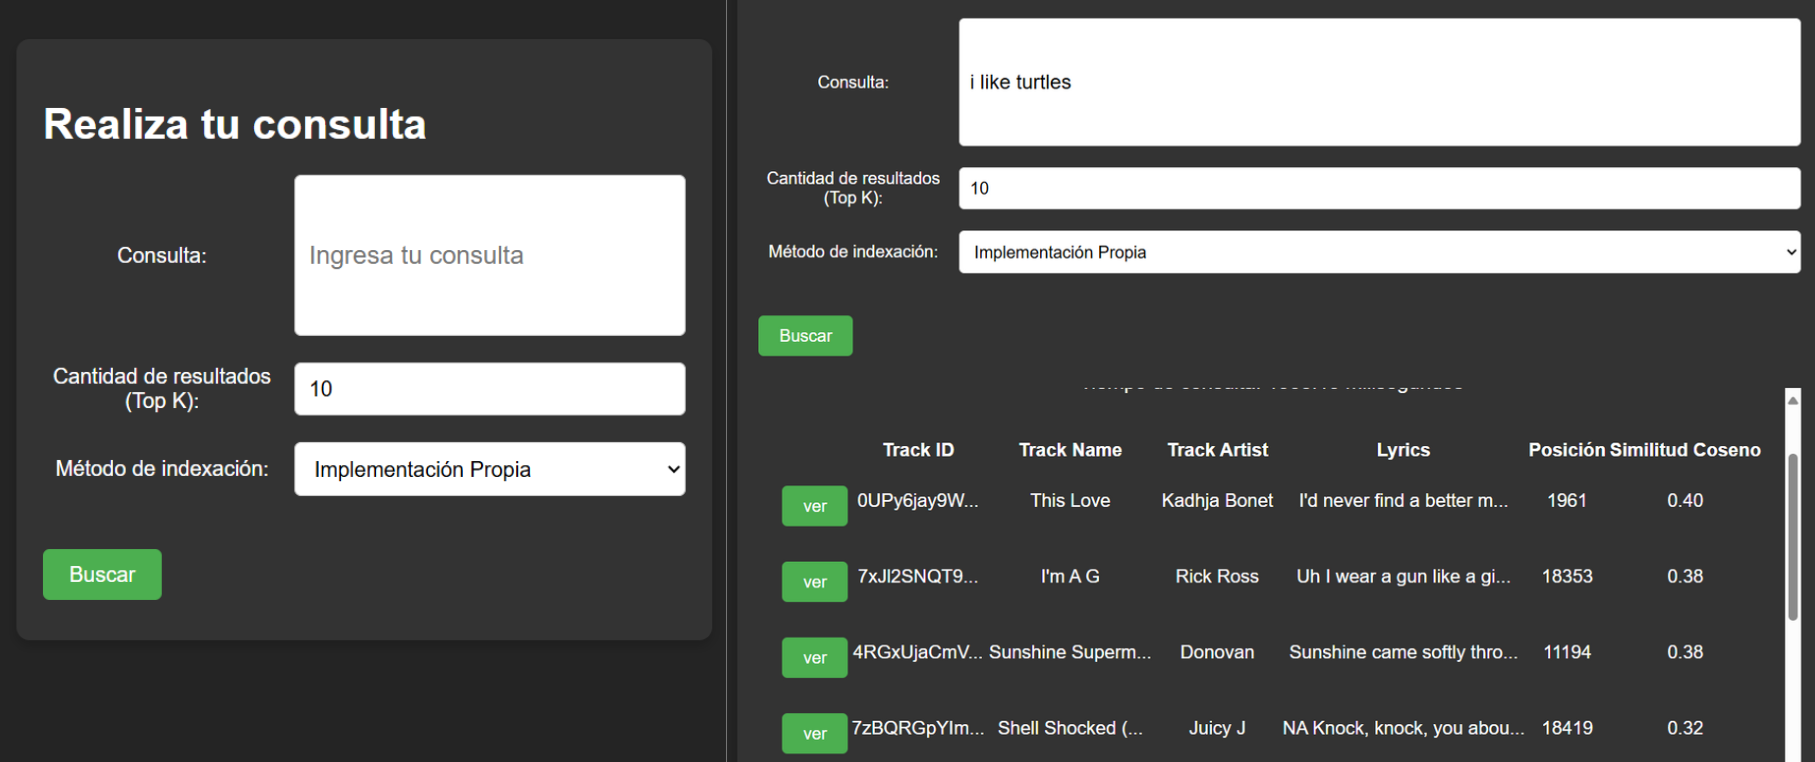 Realiza tu consulta
Consulta:
Ingresa tu consulta
Cantidad de resultados
(Top K):
10
Método de indexación:
Implementación Propia
Buscar
Consulta:
i like turtles
Cantidad de resultados
(Top K):
10
Método de indexación:
Implementación Propia
Buscar
Track ID Track Name Track Artist Lyrics Posición Similitud Coseno
ver 0UPy6jay9W... This Love Kadhja Bonet I'd never find a better m... 1961 0.40
ver 7xJl2SNQT9... I'm A G Rick Ross Uh I wear a gun like a gi... 18353 0.38
ver 4RGxUjaCmV... Sunshine Superm... Donovan Sunshine came softly thro... 11194 0.38
ver 7zBQRGpYIm... Shell Shocked (... Juicy J NA Knock, knock, you abou... 18419 0.32